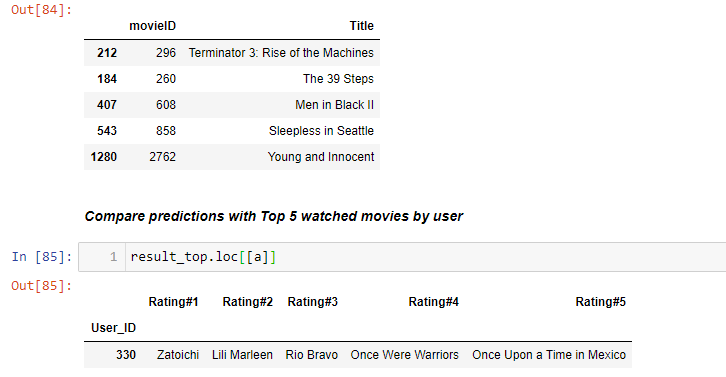 Out[84]:
movieID Title
212 296 Terminator 3: Rise of the Machines
184 260 The 39 Steps
407 608 Men in Black II
543 858 Sleepless in Seattle
1280 2762 Young and Innocent
Compare predictions with Top 5 watched movies by user
In [85]: 1 result_top.loc[[a]]
Out[85]:
Rating#1 Rating#2 Rating#3 Rating#4 Rating#5
User_ID
330 Zatoichi Lili Marleen Rio Bravo Once Were Warriors Once Upon a Time in Mexico